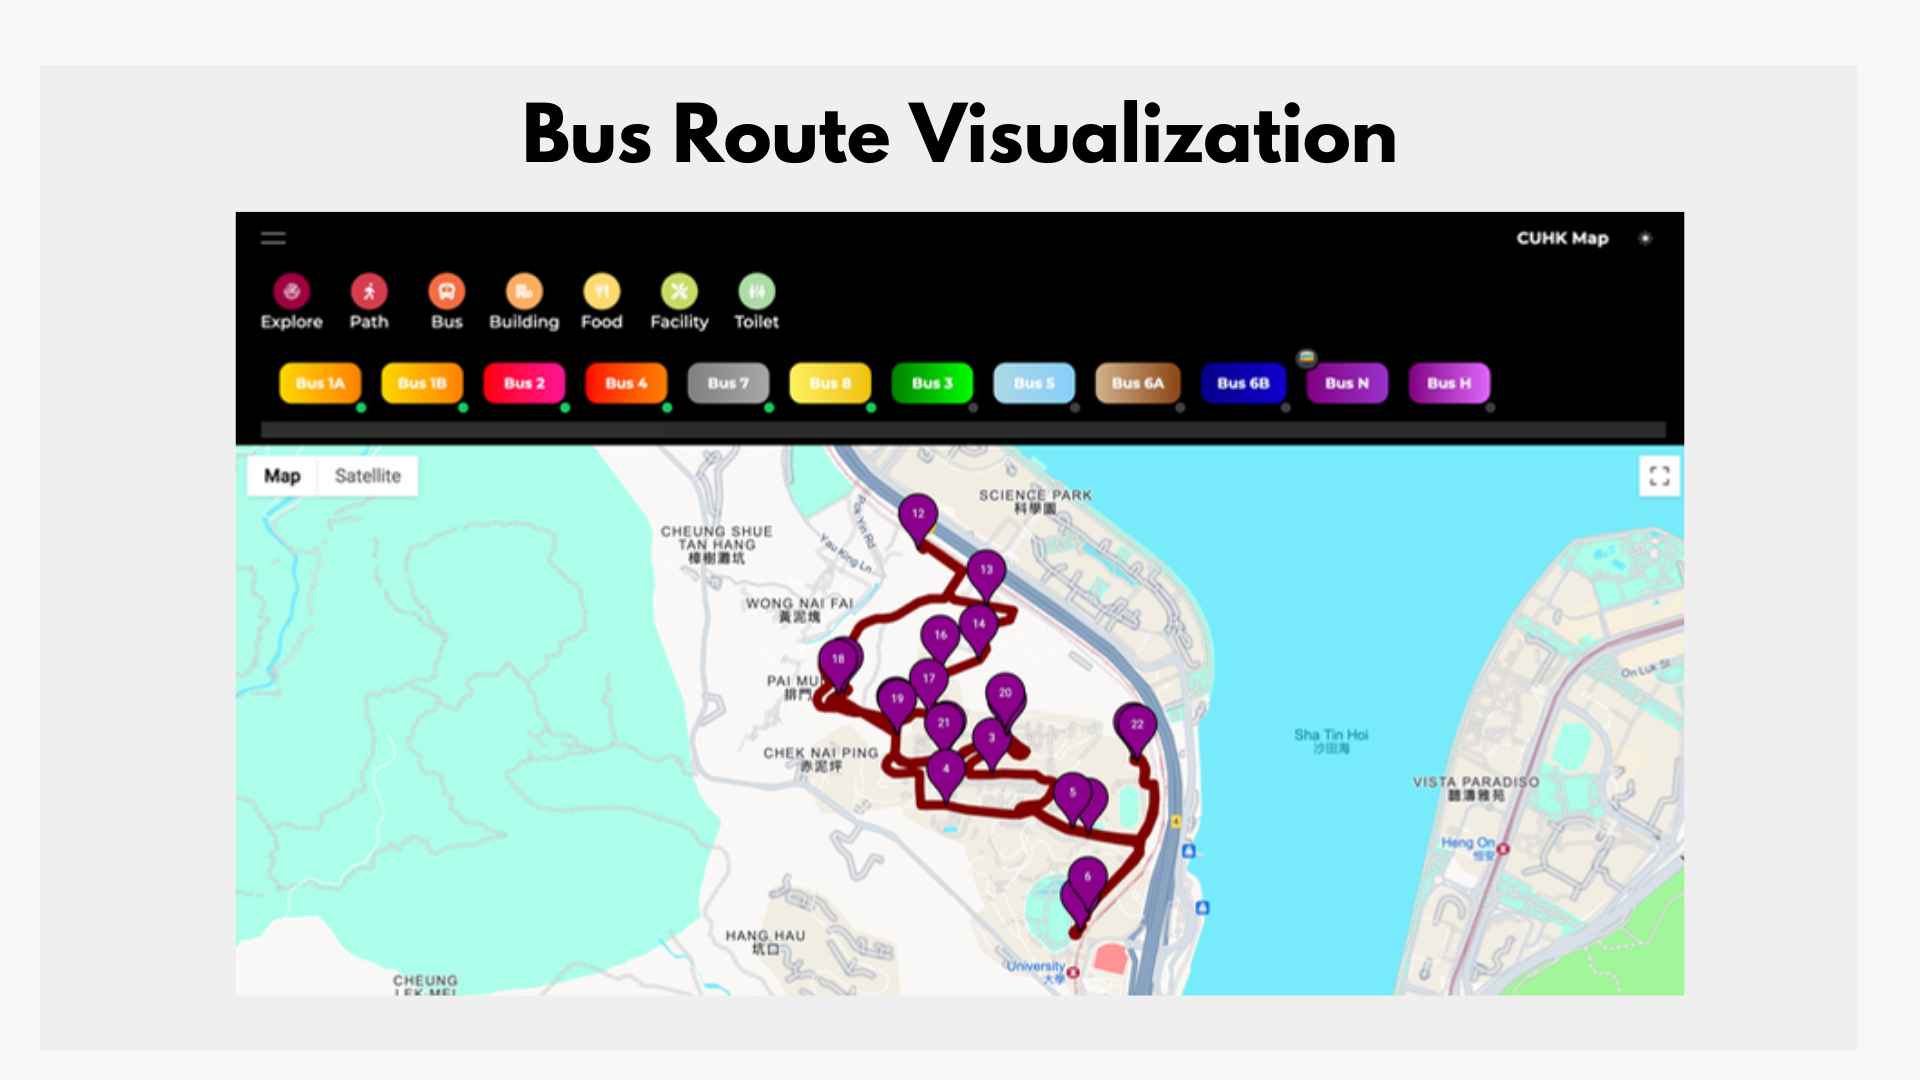 Bus Route Visualization
CUHK Map
Explore Path Bus Building Food Facility Toilet
Bus 1A Bus 1B Bus 2 Bus 4 Bus 7 Bus 8 Bus 3 Bus 5 Bus 6A Bus 6B Bus N Bus H
Map Satellite
SCIENCE PARK
科學園
12
CHEUNG SHUE
TAN HANG
樟樹灘坑
Yau King Ln
13
WONG NAI FAI
黃泥塊
14
16
18
PAI MU
排門
17
19
20
21
22
3
On Luk St
Sha Tin Hoi
沙田海
CHEK NAI PING
赤泥坪
4
5
4
VISTA PARADISO
聽濤雅苑
Heng On
恒安
6
HANG HAU
坑口
University
大學
CHEUNG
LEK MEI